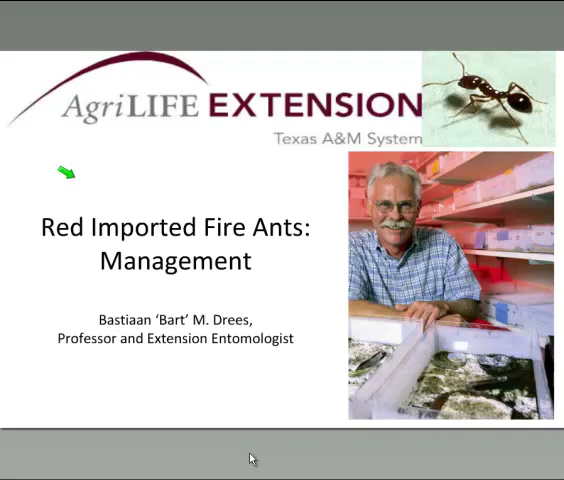 AgriLIFE EXTENSION
Texas A&M System
Red Imported Fire Ants:
Management
Bastiaan ‘Bart’ M. Drees,
Professor and Extension Entomologist